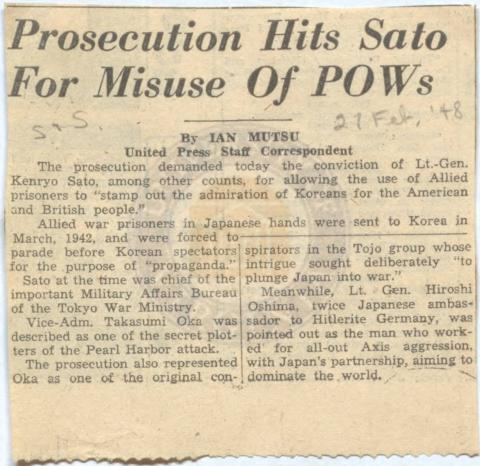 Prosecution Hits Sato
For Misuse Of POWs
S & S.
27 Feb, '48
By IAN MUTSU
United Press Staff Correspondent
The prosecution demanded today the conviction of Lt.-Gen.
Kenryo Sato, among other counts, for allowing the use of Allied
prisoners to "stamp out the admiration of Koreans for the American
and British people."
Allied war prisoners in Japanese hands were sent to Korea in
March, 1942, and were forced to
parade before Korean spectators
for the purpose of "propaganda."
Sato at the time was chief of the
important Military Affairs Bureau
of the Tokyo War Ministry.
Vice-Adm. Takasumi Oka was
described as one of the secret plot-
ters of the Pearl Harbor attack.
The prosecution also represented
Oka as one of the original con-
spirators in the Tojo group whose
intrigue sought deliberately "to
plunge Japan into war."
Meanwhile, Lt. Gen. Hiroshi
Oshima, twice Japanese ambas-
sador to Hitlerite Germany, was
pointed out as the man who work-
ed for all-out Axis aggression,
with Japan's partnership, aiming to
dominate the world.